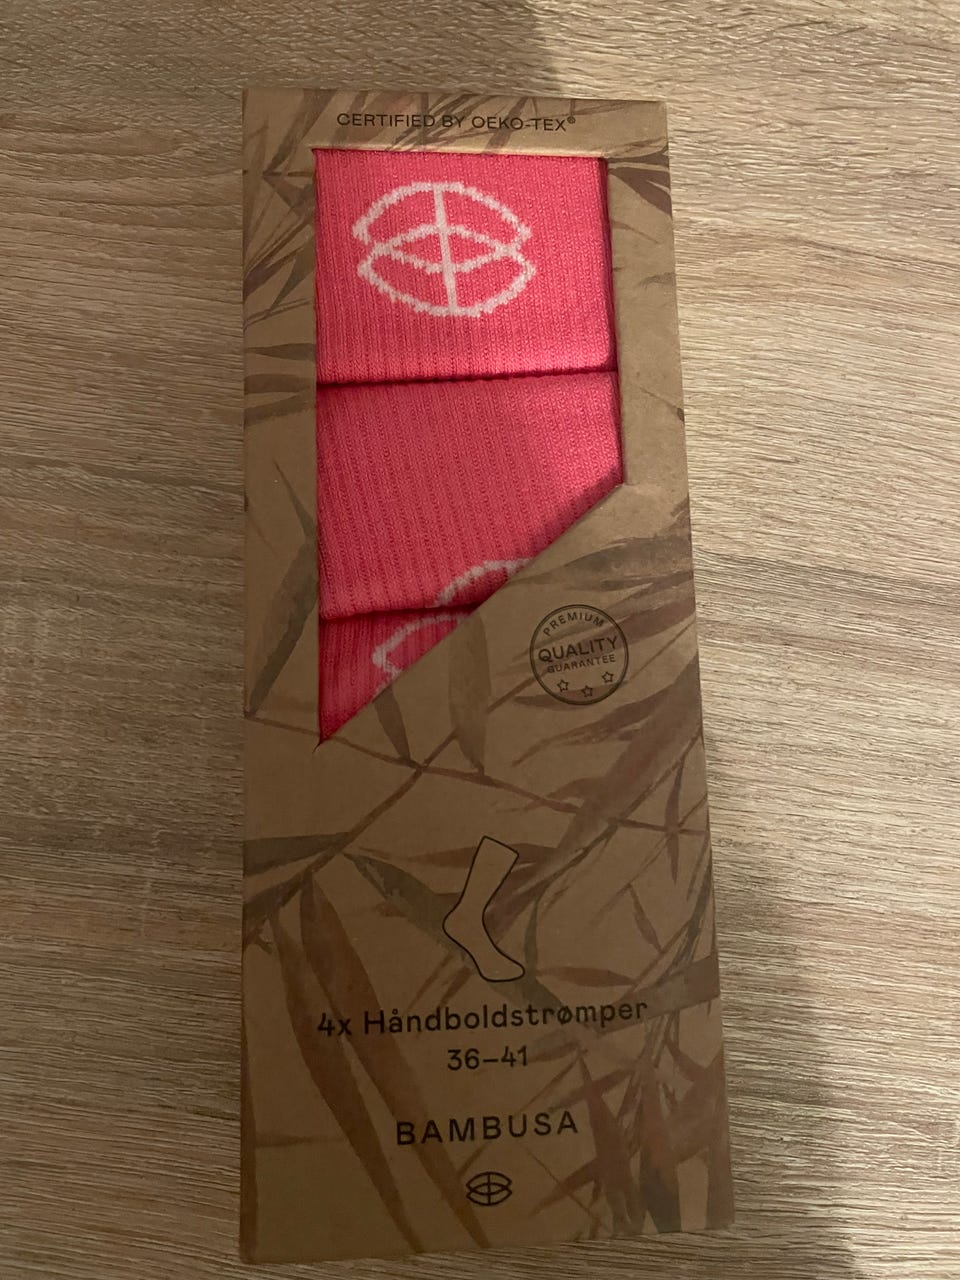 CERTIFIED BY OEKO-TEX®
PREMIUM
QUALITY
GUARANTEE
4x Håndboldstrømper
36–41
BAMBUSA